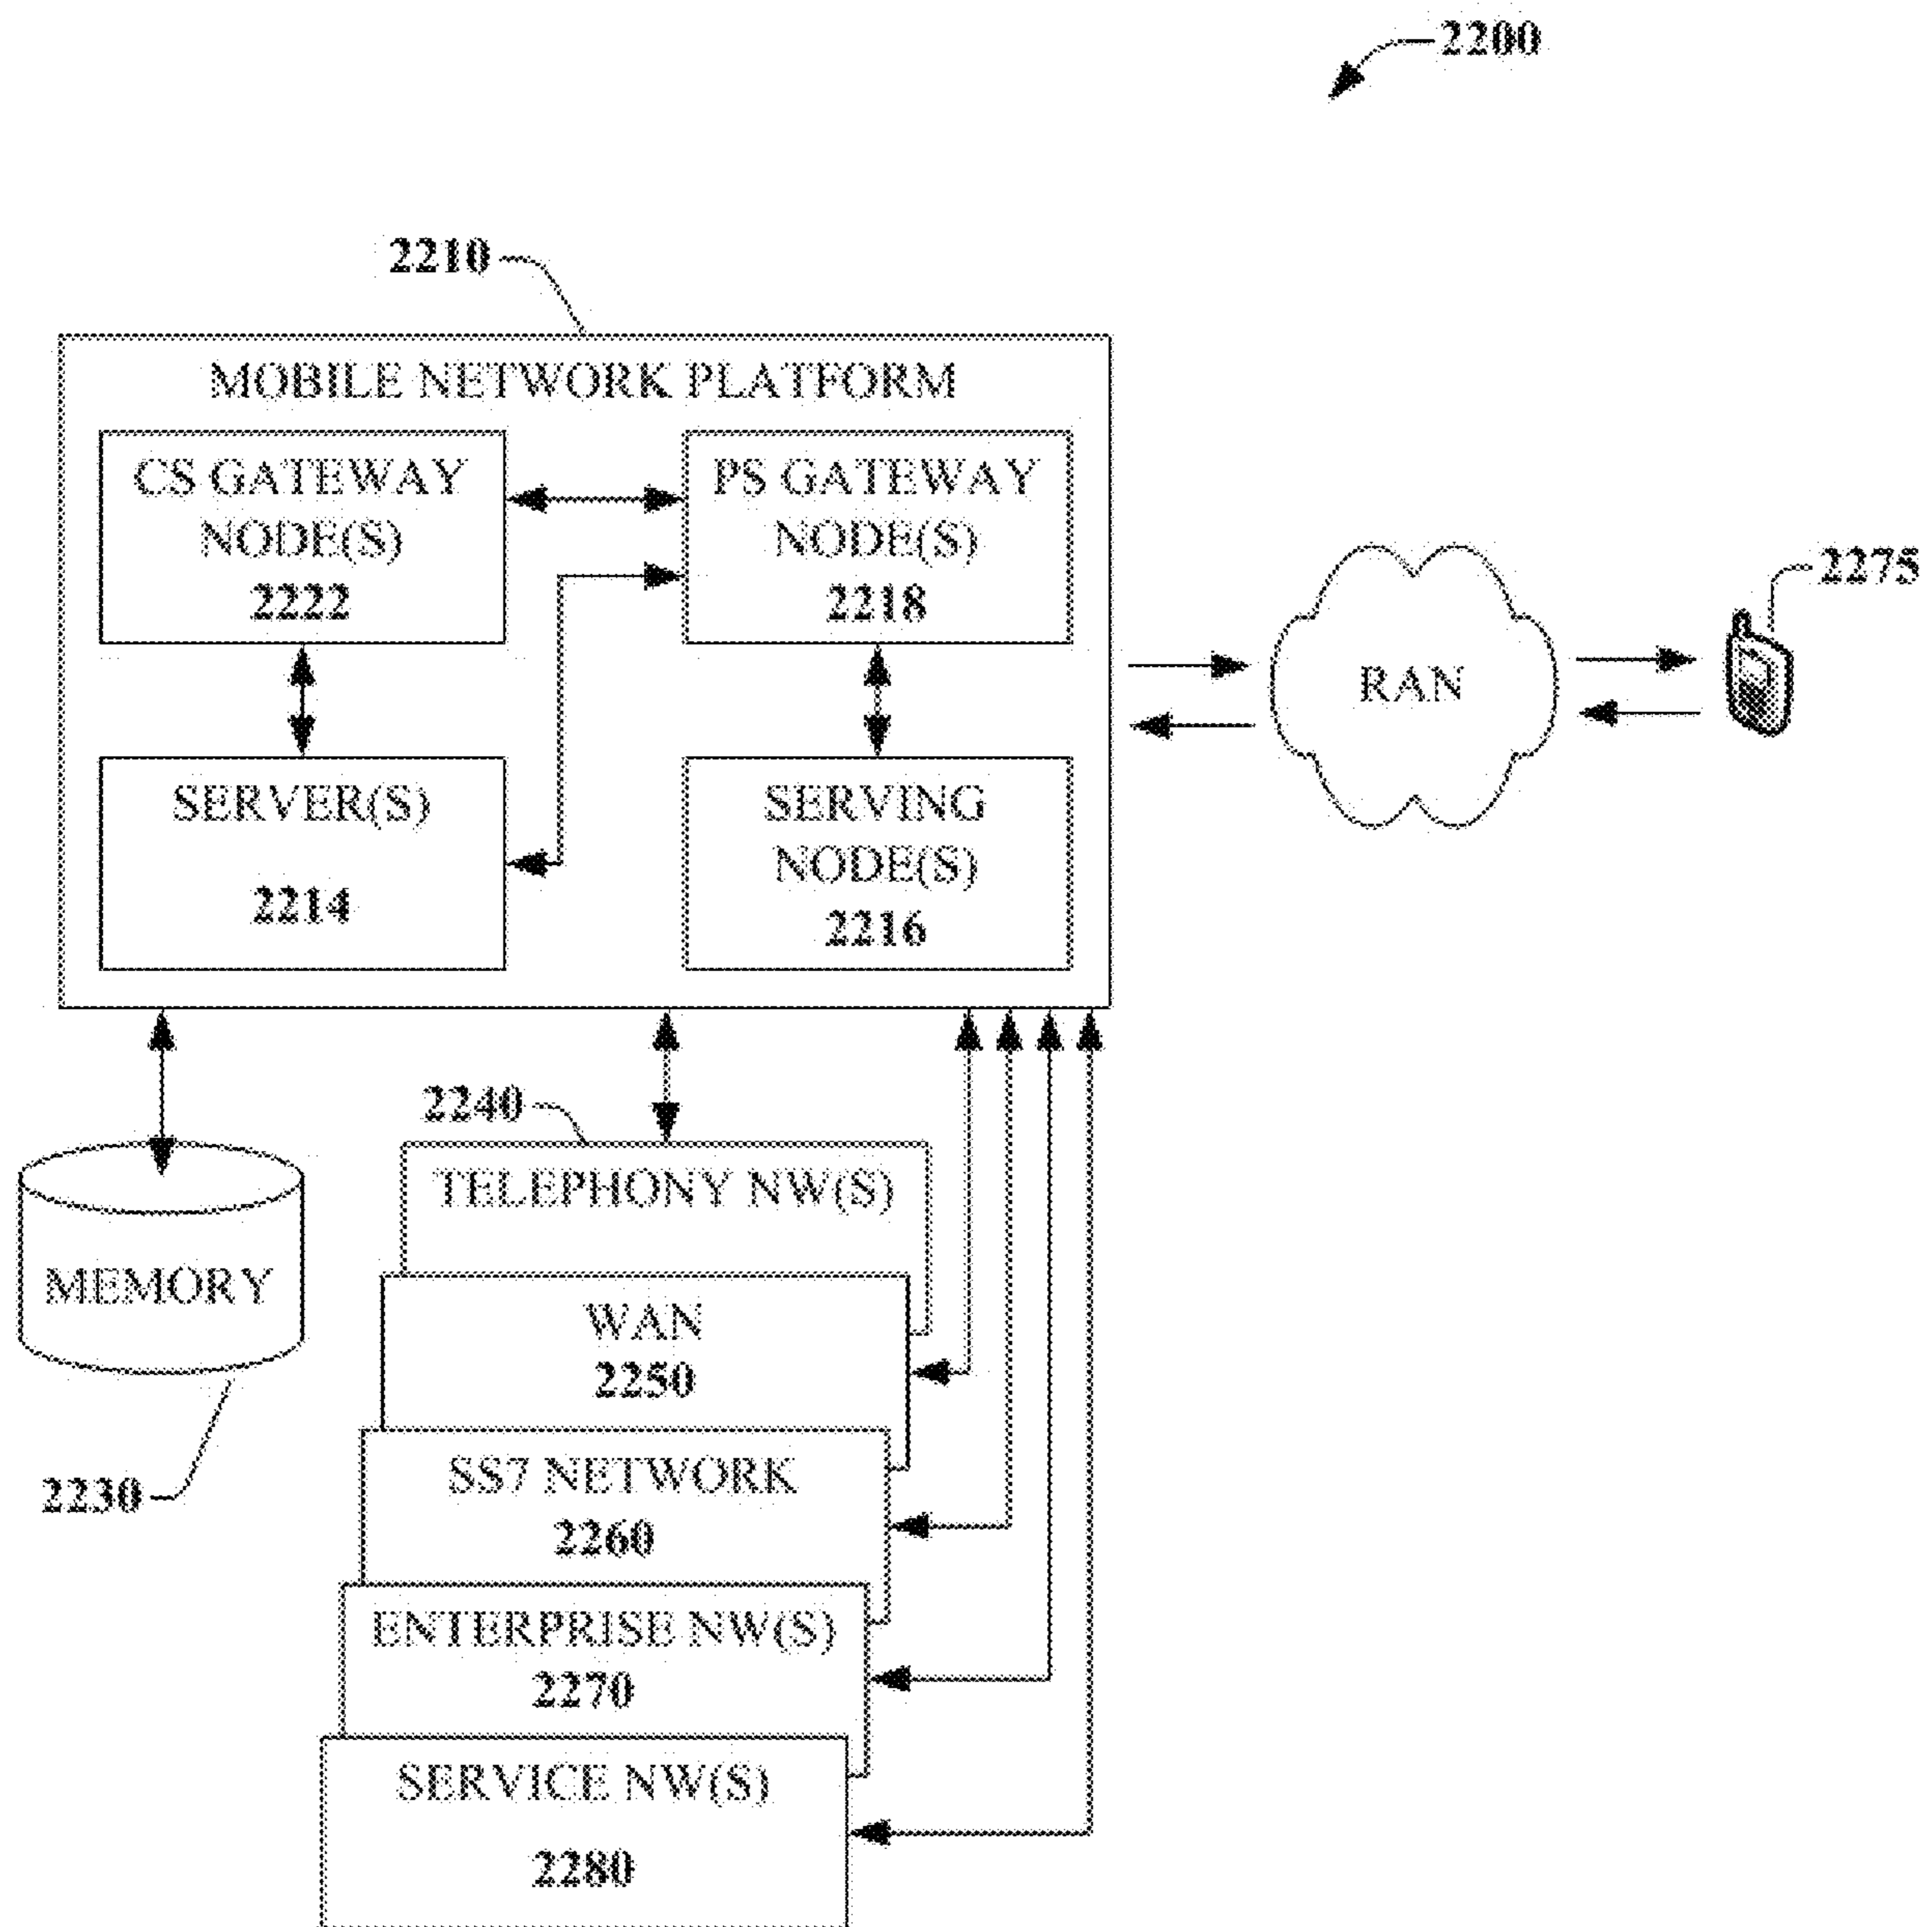 2200
2210
MOBILE NETWORK PLATFORM
CS GATEWAY
NODE(S)
2222
PS GATEWAY
NODE(S)
2218
SERVER(S)
2214
SERVING
NODE(S)
2216
RAN
2275
2240
TELEPHONY NW(S)
MEMORY
2230
WAN
2250
SS7 NETWORK
2260
ENTERPRISE NW(S)
2270
SERVICE NW(S)
2280